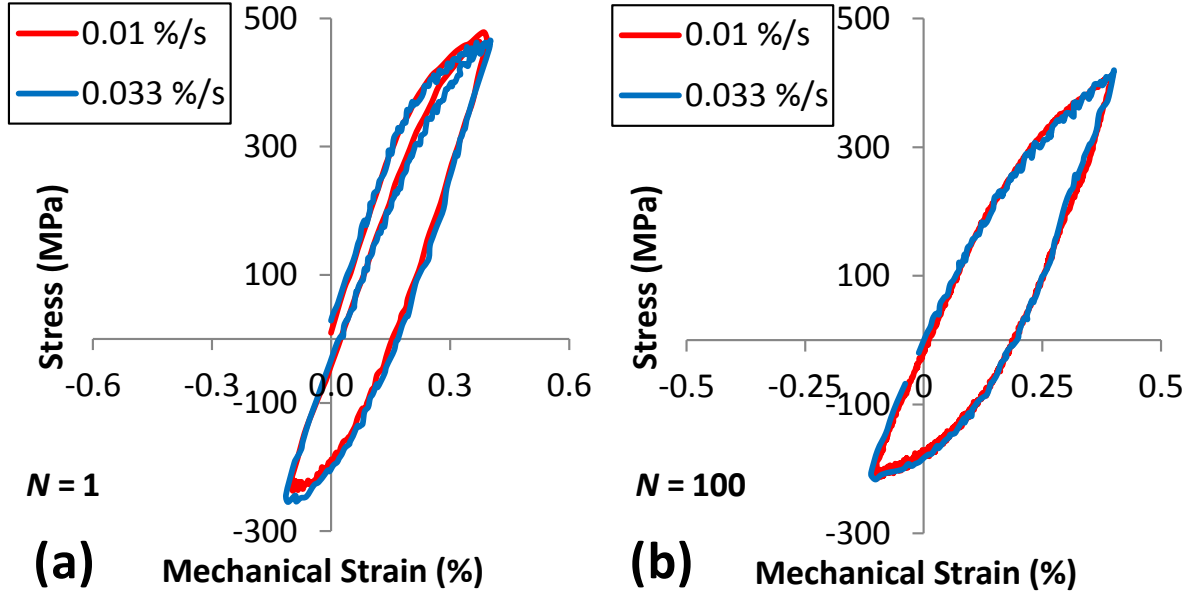 0.01 %/s
0.033 %/s
500
300
100
-100
-300
-0.6
-0.3
0.0
0.3
0.6
Stress (MPa)
N = 1
(a)
Mechanical Strain (%)
0.01 %/s
0.033 %/s
500
300
100
-100
-300
-0.5
-0.25
0
0.25
0.5
Stress (MPa)
N = 100
(b)
Mechanical Strain (%)